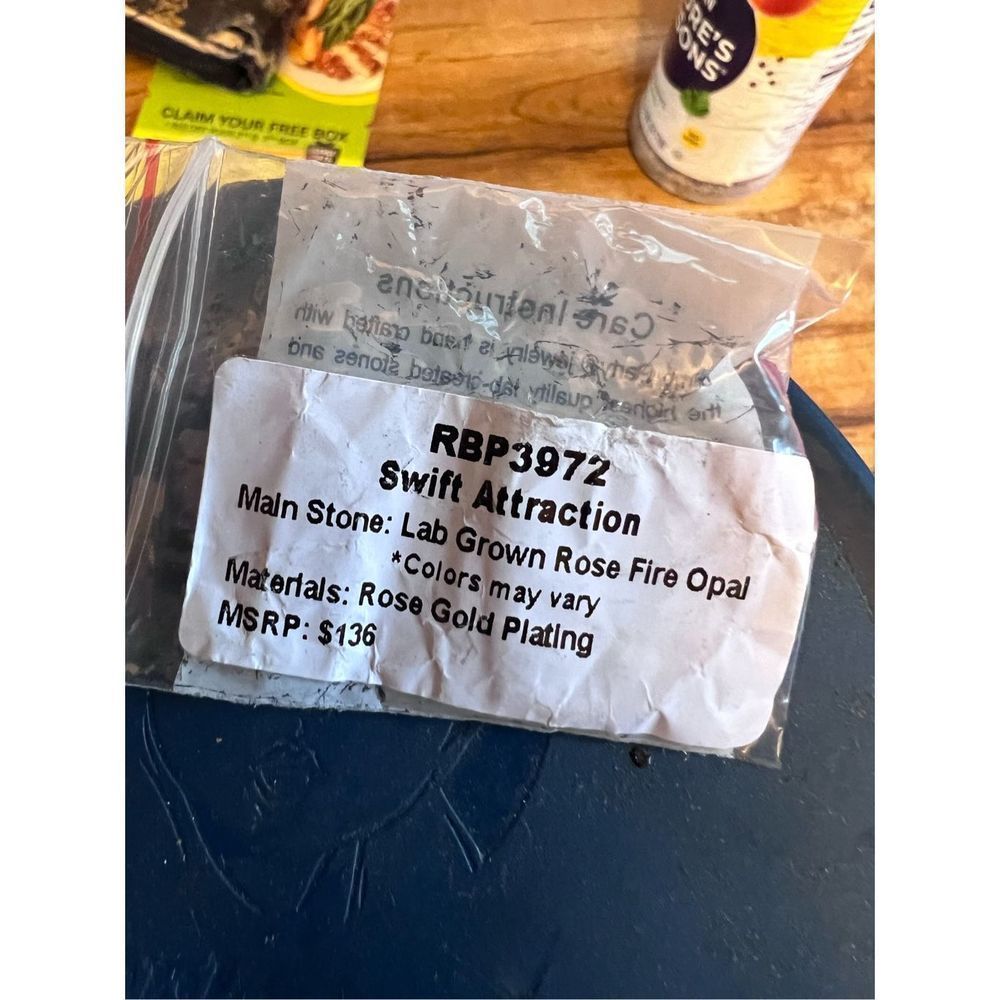 CLAIM YOUR FREE BOX
Care Instructions
jewelry is hand crafted with
the highest quality lab-created stones and
RBP3972
Swift Attraction
Main Stone: Lab Grown Rose Fire Opal
*Colors may vary
Materials: Rose Gold Plating
MSRP: $136